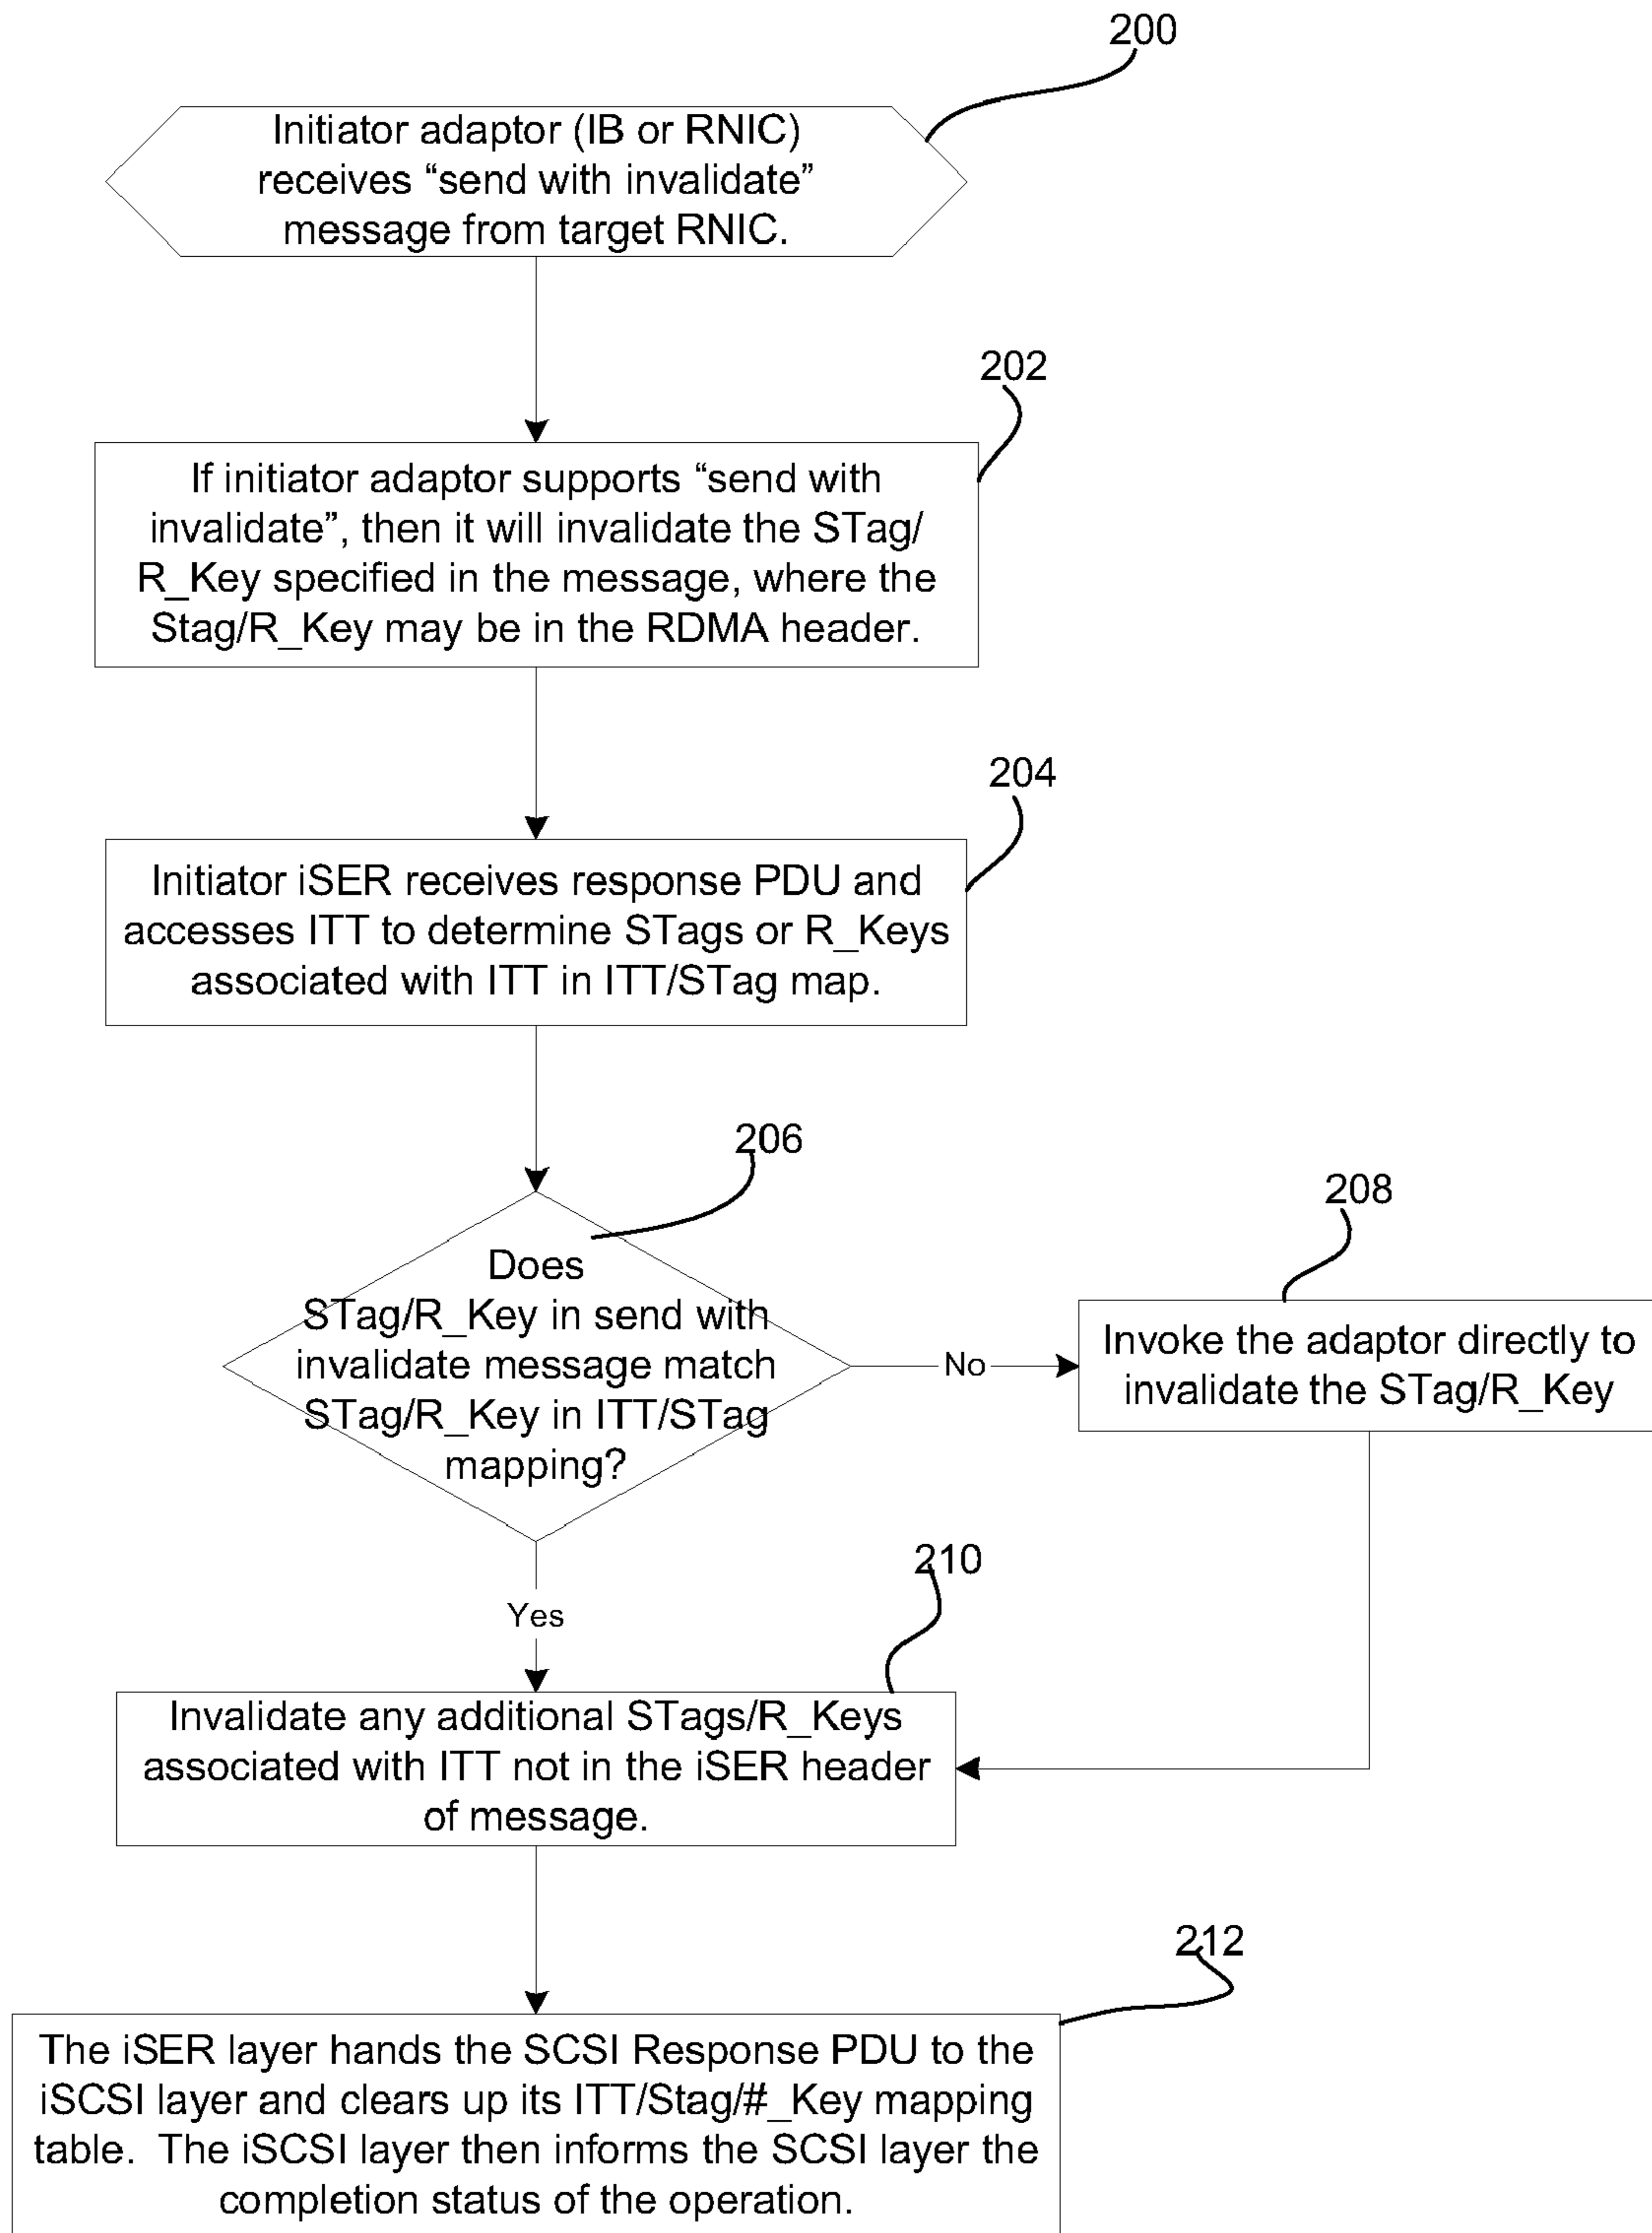 200
Initiator adaptor (IB or RNIC)
receives “send with invalidate”
message from target RNIC.
202
If initiator adaptor supports “send with
invalidate”, then it will invalidate the STag/
R_Key specified in the message, where the
Stag/R_Key may be in the RDMA header.
204
Initiator iSER receives response PDU and
accesses ITT to determine STags or R_Keys
associated with ITT in ITT/STag map.
206
Does
STag/R_Key in send with
invalidate message match
STag/R_Key in ITT/STag
mapping?
No
208
Invoke the adaptor directly to
invalidate the STag/R_Key
Yes
210
Invalidate any additional STags/R_Keys
associated with ITT not in the iSER header
of message.
212
The iSER layer hands the SCSI Response PDU to the
iSCSI layer and clears up its ITT/Stag/#_Key mapping
table.  The iSCSI layer then informs the SCSI layer the
completion status of the operation.